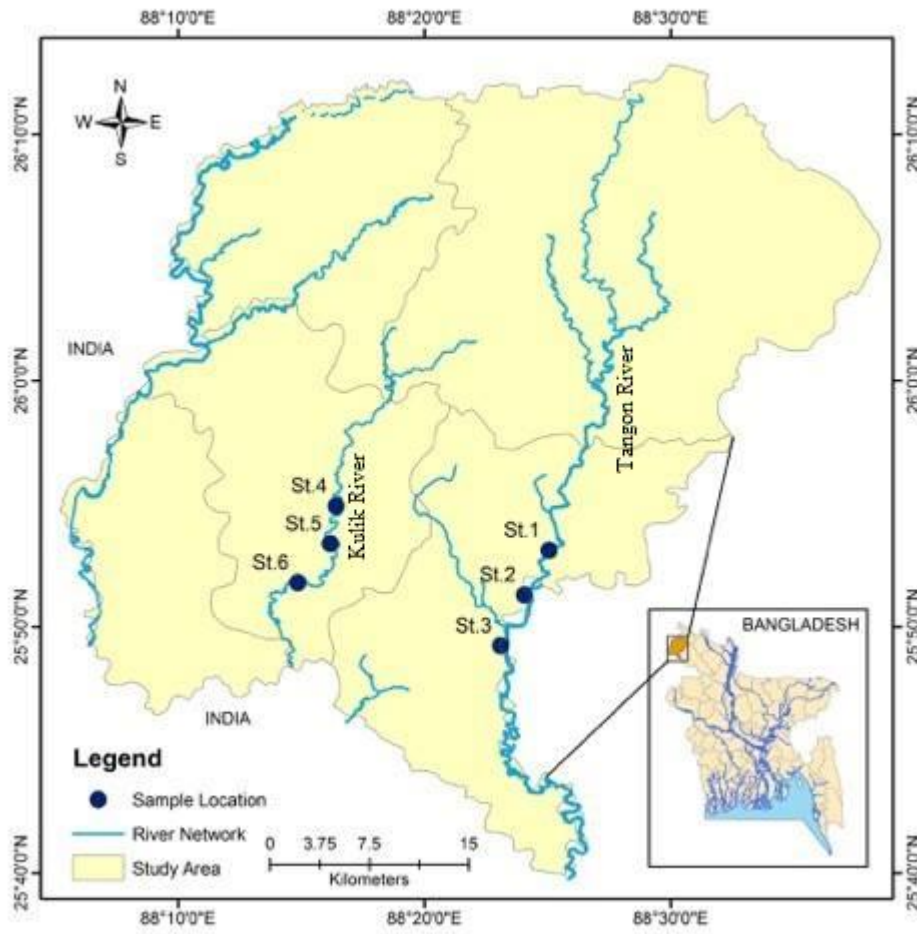 88°10'0"E 88°20'0"E 88°30'0"E
N
W E
S
26°10'0"N 26°10'0"N
INDIA
26°0'0"N 26°0'0"N
Tangon River
Kulik River
St.4
St.5
St.1
St.6
St.2
St.3
25°50'0"N 25°50'0"N
BANGLADESH
INDIA
Legend
Sample Location
River Network
Study Area
0 3.75 7.5 15
Kilometers
25°40'0"N 25°40'0"N
88°10'0"E 88°20'0"E 88°30'0"E